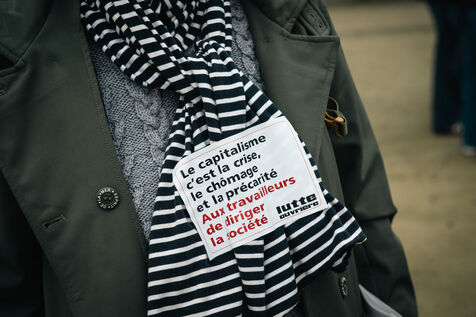 Le capitalisme
c'est la crise,
le chômage
et la précarité
Aux travailleurs
de diriger
la société
lutte
ouvrière